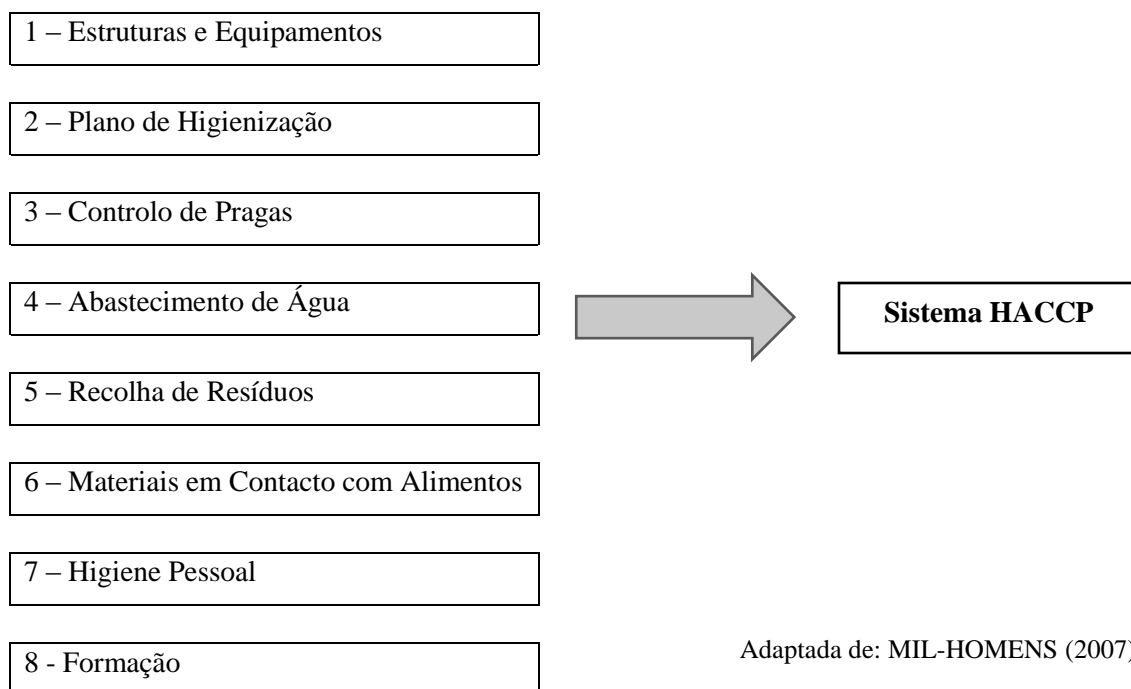 1 – Estruturas e Equipamentos
2 – Plano de Higienização
3 – Controlo de Pragas
4 – Abastecimento de Água
Sistema HACCP
5 – Recolha de Resíduos
6 – Materiais em Contacto com Alimentos
7 – Higiene Pessoal
8 - Formação
Adaptada de: MIL-HOMENS (2007)